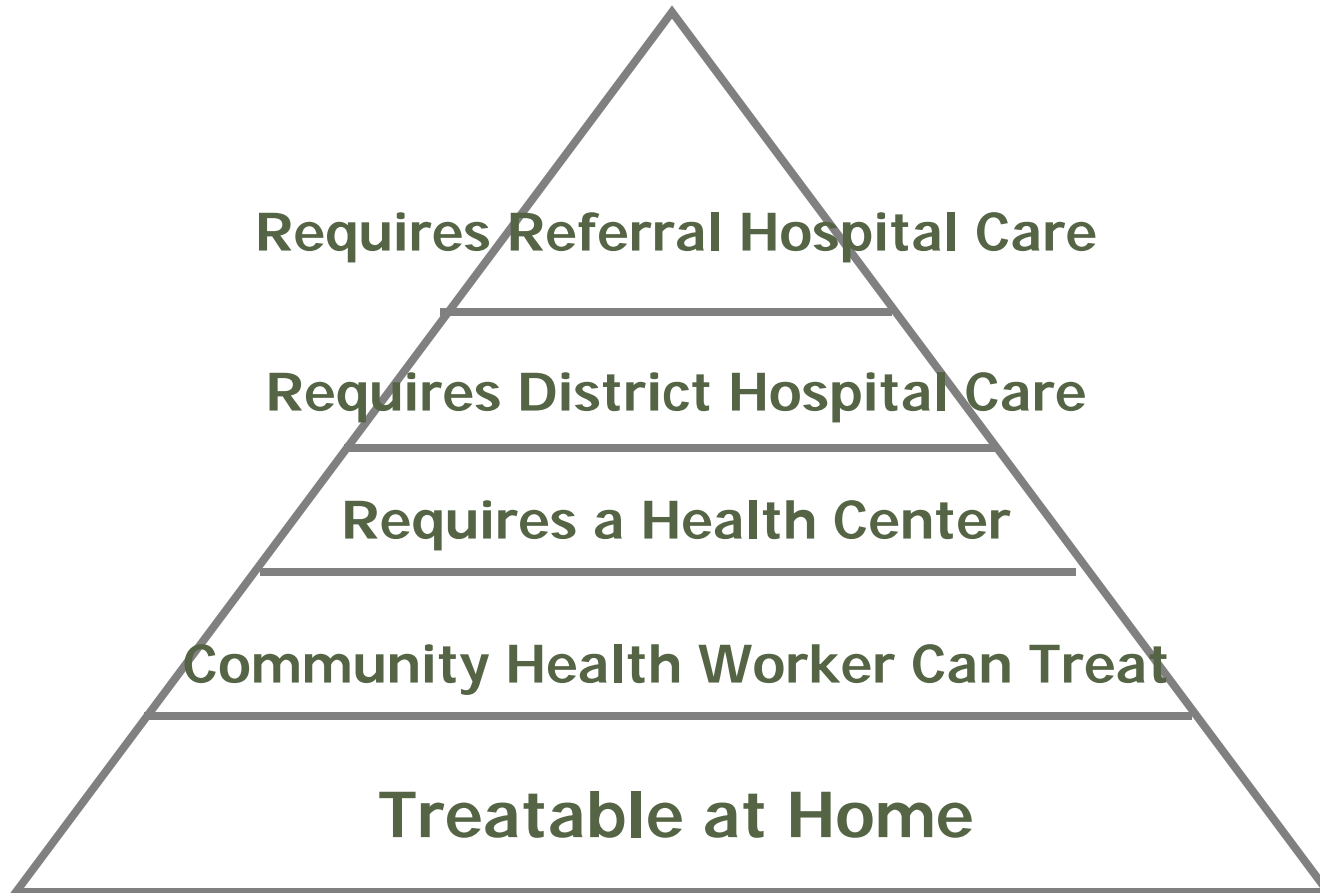 Requires Referral Hospital Care
Requires District Hospital Care
Requires a Health Center
Community Health Worker Can Treat
Treatable at Home